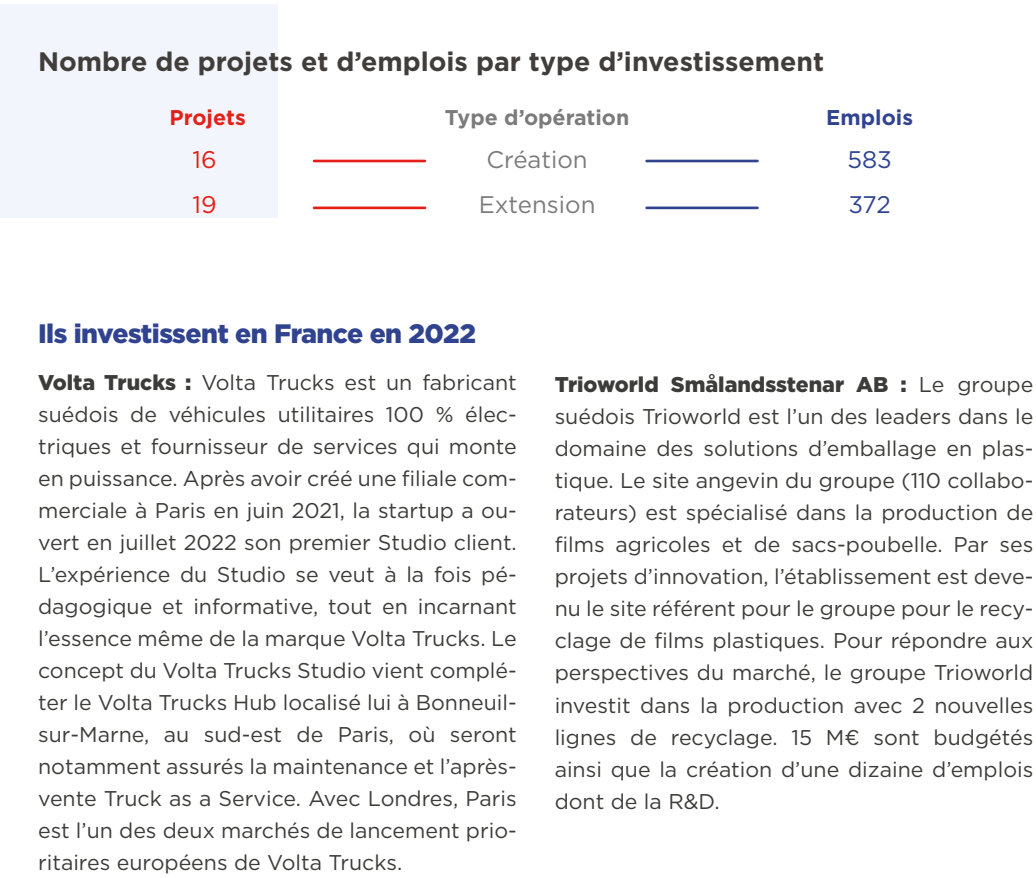 Nombre de projets et d’emplois par type d’investissement
Projets Type d’opération Emplois
16 Création 583
19 Extension 372
Ils investissent en France en 2022
Volta Trucks : Volta Trucks est un fabricant
suédois de véhicules utilitaires 100 % élec-
triques et fournisseur de services qui monte
en puissance. Après avoir créé une filiale com-
merciale à Paris en juin 2021, la startup a ou-
vert en juillet 2022 son premier Studio client.
L’expérience du Studio se veut à la fois pé-
dagogique et informative, tout en incarnant
l’essence même de la marque Volta Trucks. Le
concept du Volta Trucks Studio vient complé-
ter le Volta Trucks Hub localisé lui à Bonneuil-
sur-Marne, au sud-est de Paris, où seront
notamment assurés la maintenance et l’après-
vente Truck as a Service. Avec Londres, Paris
est l’un des deux marchés de lancement prio-
ritaires européens de Volta Trucks.
Trioworld Smålandsstenar AB : Le groupe
suédois Trioworld est l’un des leaders dans le
domaine des solutions d’emballage en plas-
tique. Le site angevin du groupe (110 collabo-
rateurs) est spécialisé dans la production de
films agricoles et de sacs-poubelle. Par ses
projets d’innovation, l’établissement est deve-
nu le site référent pour le groupe pour le recy-
clage de films plastiques. Pour répondre aux
perspectives du marché, le groupe Trioworld
investit dans la production avec 2 nouvelles
lignes de recyclage. 15 M€ sont budgétés
ainsi que la création d’une dizaine d’emplois
dont de la R&D.